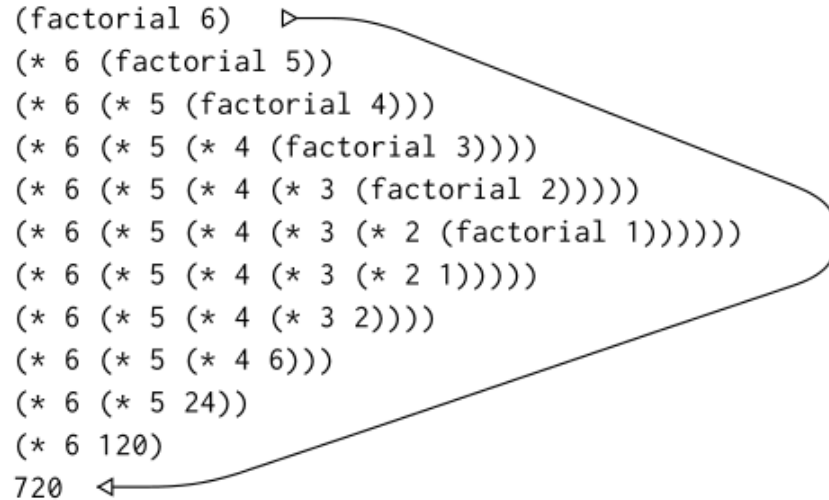 (factorial 6)
(* 6 (factorial 5))
(* 6 (* 5 (factorial 4)))
(* 6 (* 5 (* 4 (factorial 3))))
(* 6 (* 5 (* 4 (* 3 (factorial 2)))))
(* 6 (* 5 (* 4 (* 3 (* 2 (factorial 1))))))
(* 6 (* 5 (* 4 (* 3 (* 2 1)))))
(* 6 (* 5 (* 4 (* 3 2))))
(* 6 (* 5 (* 4 6)))
(* 6 (* 5 24))
(* 6 120)
720